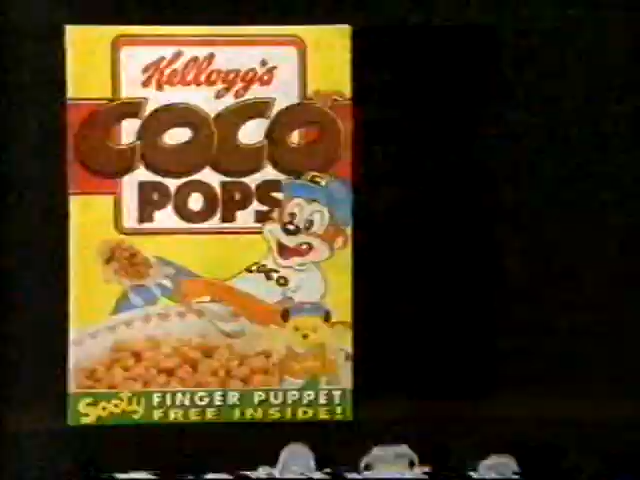 Kellogg's
COCO
POPS
COCO
Sooty FINGER PUPPET
FREE INSIDE!